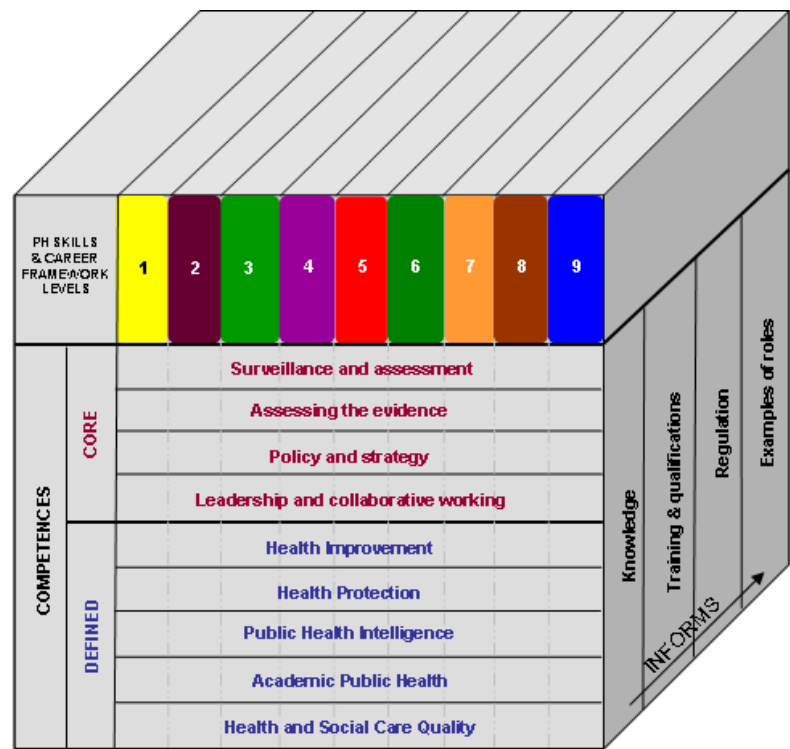 PH SKILLS
& CAREER
FRAMEWORK
LEVELS
1
2
3
4
5
6
7
8
9
COMPETENCES
CORE
Surveillance and assessment
Assessing the evidence
Policy and strategy
Leadership and collaborative working
DEFINED
Health Improvement
Health Protection
Public Health Intelligence
Academic Public Health
Health and Social Care Quality
Knowledge
Training & qualifications
Regulation
Examples of roles
INFORMS